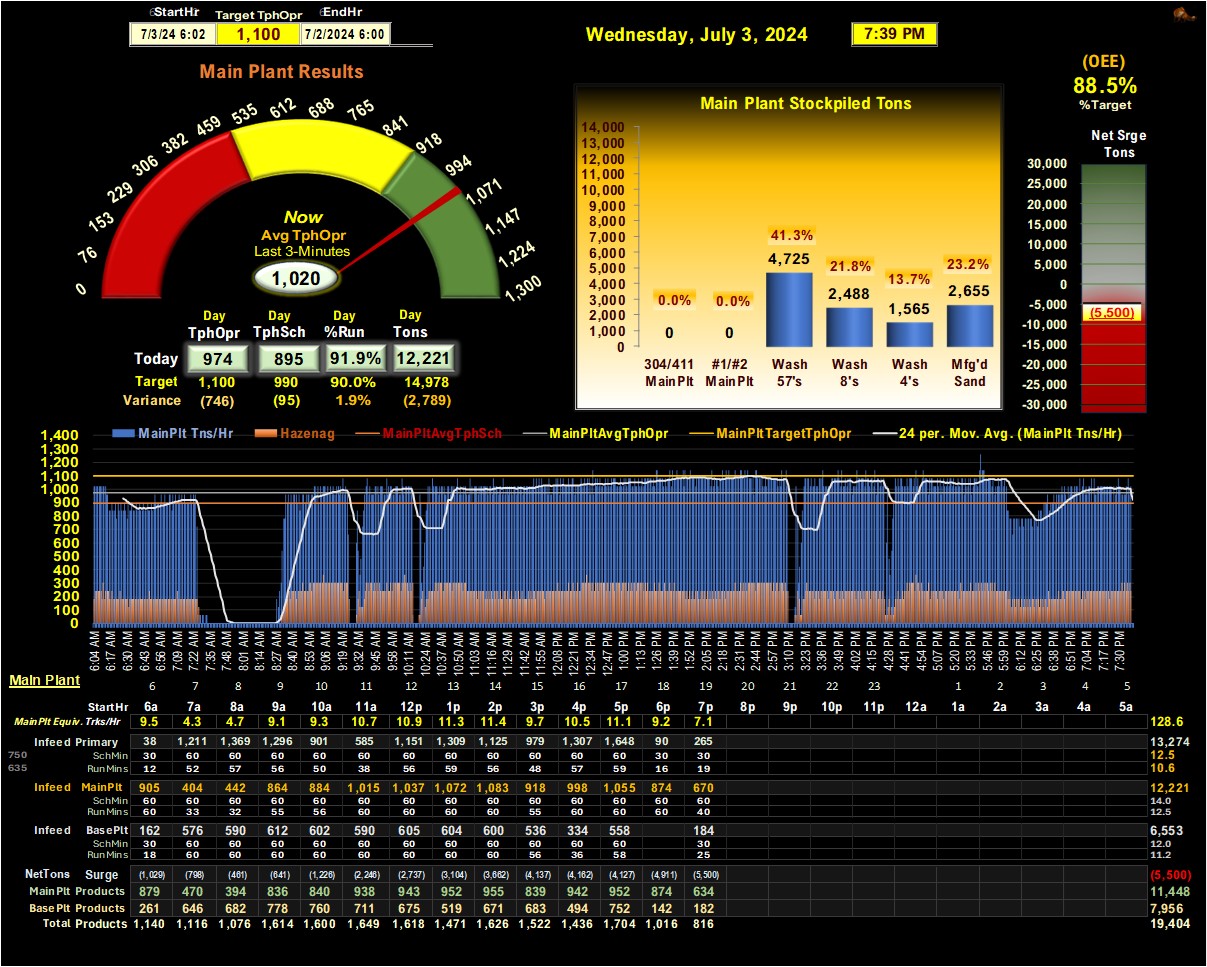 StartHr Target TphOpr EndHr
7/3/24 6:02 1,100 7/2/2024 6:00
Wednesday, July 3, 2024 7:39 PM
(OEE)
88.5%
%Target
Main Plant Results
0 76 153 229 306 382 459 535 612 688 765 841 918 994 1,071 1,147 1,224 1,300
Now
Avg TphOpr
Last 3-Minutes
1,020
Day Day Day Day
TphOpr TphSch %Run Tons
Today 974 895 91.9% 12,221
Target 1,100 990 90.0% 14,978
Variance (746) (95) 1.9% (2,789)
Main Plant Stockpiled Tons
14,000
13,000
12,000
11,000
10,000
9,000
8,000
7,000
6,000
5,000
4,000
3,000
2,000
1,000
0
0.0% 0.0% 41.3% 21.8% 13.7% 23.2%
0 0 4,725 2,488 1,565 2,655
304/411 #1/#2 Wash Wash Wash Mfg'd
MainPlt MainPlt 57's 8's 4's Sand
Net Srge
Tons
30,000
25,000
20,000
15,000
10,000
5,000
0
-5,000
(5,500)
-10,000
-15,000
-20,000
-25,000
-30,000
MainPlt Tns/Hr Hazenag MainPltAvgTphSch MainPltAvgTphOpr MainPltTargetTphOpr 24 per. Mov. Avg. (MainPlt Tns/Hr)
1,400
1,300
1,200
1,100
1,000
900
800
700
600
500
400
300
200
100
0
6:04 AM 6:17 AM 6:30 AM 6:43 AM 6:56 AM 7:09 AM 7:22 AM 7:35 AM 7:48 AM 8:01 AM 8:14 AM 8:27 AM 8:40 AM 8:53 AM 9:06 AM 9:19 AM 9:32 AM 9:45 AM 9:58 AM 10:11 AM 10:24 AM 10:37 AM 10:50 AM 11:03 AM 11:16 AM 11:29 AM 11:42 AM 11:55 AM 12:08 PM 12:21 PM 12:34 PM 12:47 PM 1:00 PM 1:13 PM 1:26 PM 1:39 PM 1:52 PM 2:05 PM 2:18 PM 2:31 PM 2:44 PM 2:57 PM 3:10 PM 3:23 PM 3:36 PM 3:49 PM 4:02 PM 4:15 PM 4:28 PM 4:41 PM 4:54 PM 5:07 PM 5:20 PM 5:33 PM 5:46 PM 5:59 PM 6:12 PM 6:25 PM 6:38 PM 6:51 PM 7:04 PM 7:17 PM 7:30 PM
Main Plant 6 7 8 9 10 11 12 13 14 15 16 17 18 19 20 21 22 23 1 2 3 4 5
StartHr 6a 7a 8a 9a 10a 11a 12p 12p 2p 3p 4p 5p 6p 7p 8p 9p 10p 11p 12a 1a 2a 3a 4a 5a
MainPlt Equiv. Trks/Hr 9.5 4.3 4.7 9.1 9.3 10.7 10.9 11.3 11.4 9.7 10.5 11.1 9.2 7.1 128.6
Infeed Primary 38 1,211 1,369 1,296 901 585 1,151 1,309 1,125 979 1,307 1,648 90 265 13,274
750 SchMin 30 60 60 60 60 60 60 60 60 60 60 60 30 30 12.5
635 RunMins 12 52 57 56 50 38 56 59 56 48 57 59 16 19 10.6
Infeed MainPlt 905 404 442 864 884 1,015 1,037 1,072 1,083 918 998 1,055 874 670 12,221
SchMin 60 60 60 60 60 60 60 60 60 60 60 60 60 60 14.0
RunMins 60 33 32 55 56 60 60 60 60 55 60 60 60 40 12.5
Infeed BasePlt 162 576 590 612 602 590 605 604 600 536 334 558 184 6,553
SchMin 30 60 60 60 60 60 60 60 60 60 60 60 30 12.0
RunMins 18 60 60 60 60 60 60 60 60 56 36 58 25 11.2
NetTons Surge (1,029) (798) (461) (641) (1,226) (2,246) (2,737) (3,104) (3,662) (4,137) (4,162) (4,127) (4,911) (5,500) (5,500)
MainPlt Products 879 470 394 836 840 938 943 952 955 839 942 952 874 634 11,448
BasePlt Products 261 646 682 778 760 711 675 519 671 683 494 752 142 182 7,956
Total Products 1,140 1,116 1,076 1,614 1,600 1,649 1,618 1,471 1,626 1,522 1,436 1,704 1,016 816 19,404